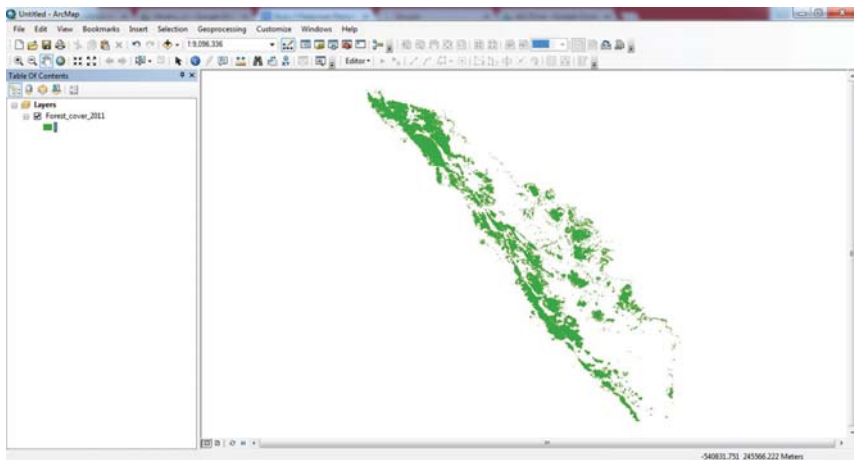 Untitled - ArcMap
File Edit View Bookmarks Insert Selection Geoprocessing Customize Windows Help
1:9,096,336
Editor
Table Of Contents
Layers
Forest_cover_2011
-540831.751 245566.222 Meters